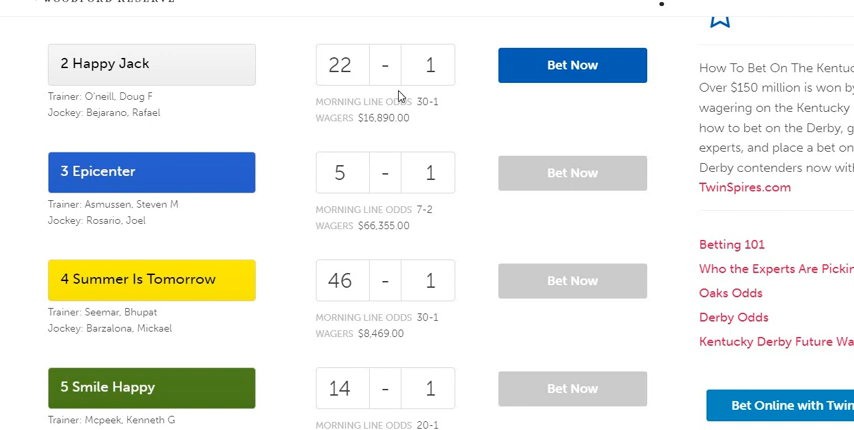 WOODFORD RESERVE
2 Happy Jack
22 - 1
Bet Now
Trainer: O'neill, Doug F
Jockey: Bejarano, Rafael
MORNING LINE ODDS 30-1
WAGERS $16,890.00
3 Epicenter
5 - 1
Bet Now
Trainer: Asmussen, Steven M
Jockey: Rosario, Joel
MORNING LINE ODDS 7-2
WAGERS $66,355.00
4 Summer Is Tomorrow
46 - 1
Bet Now
Trainer: Seemar, Bhupat
Jockey: Barzalona, Mickael
MORNING LINE ODDS 30-1
WAGERS $8,469.00
5 Smile Happy
14 - 1
Bet Now
Trainer: Mcpeek, Kenneth G
MORNING LINE ODDS 20-1
How To Bet On The Kentuc
Over $150 million is won by
wagering on the Kentucky
how to bet on the Derby, g
experts, and place a bet on
Derby contenders now with
TwinSpires.com
Betting 101
Who the Experts Are Pickin
Oaks Odds
Derby Odds
Kentucky Derby Future Wa
Bet Online with Twin